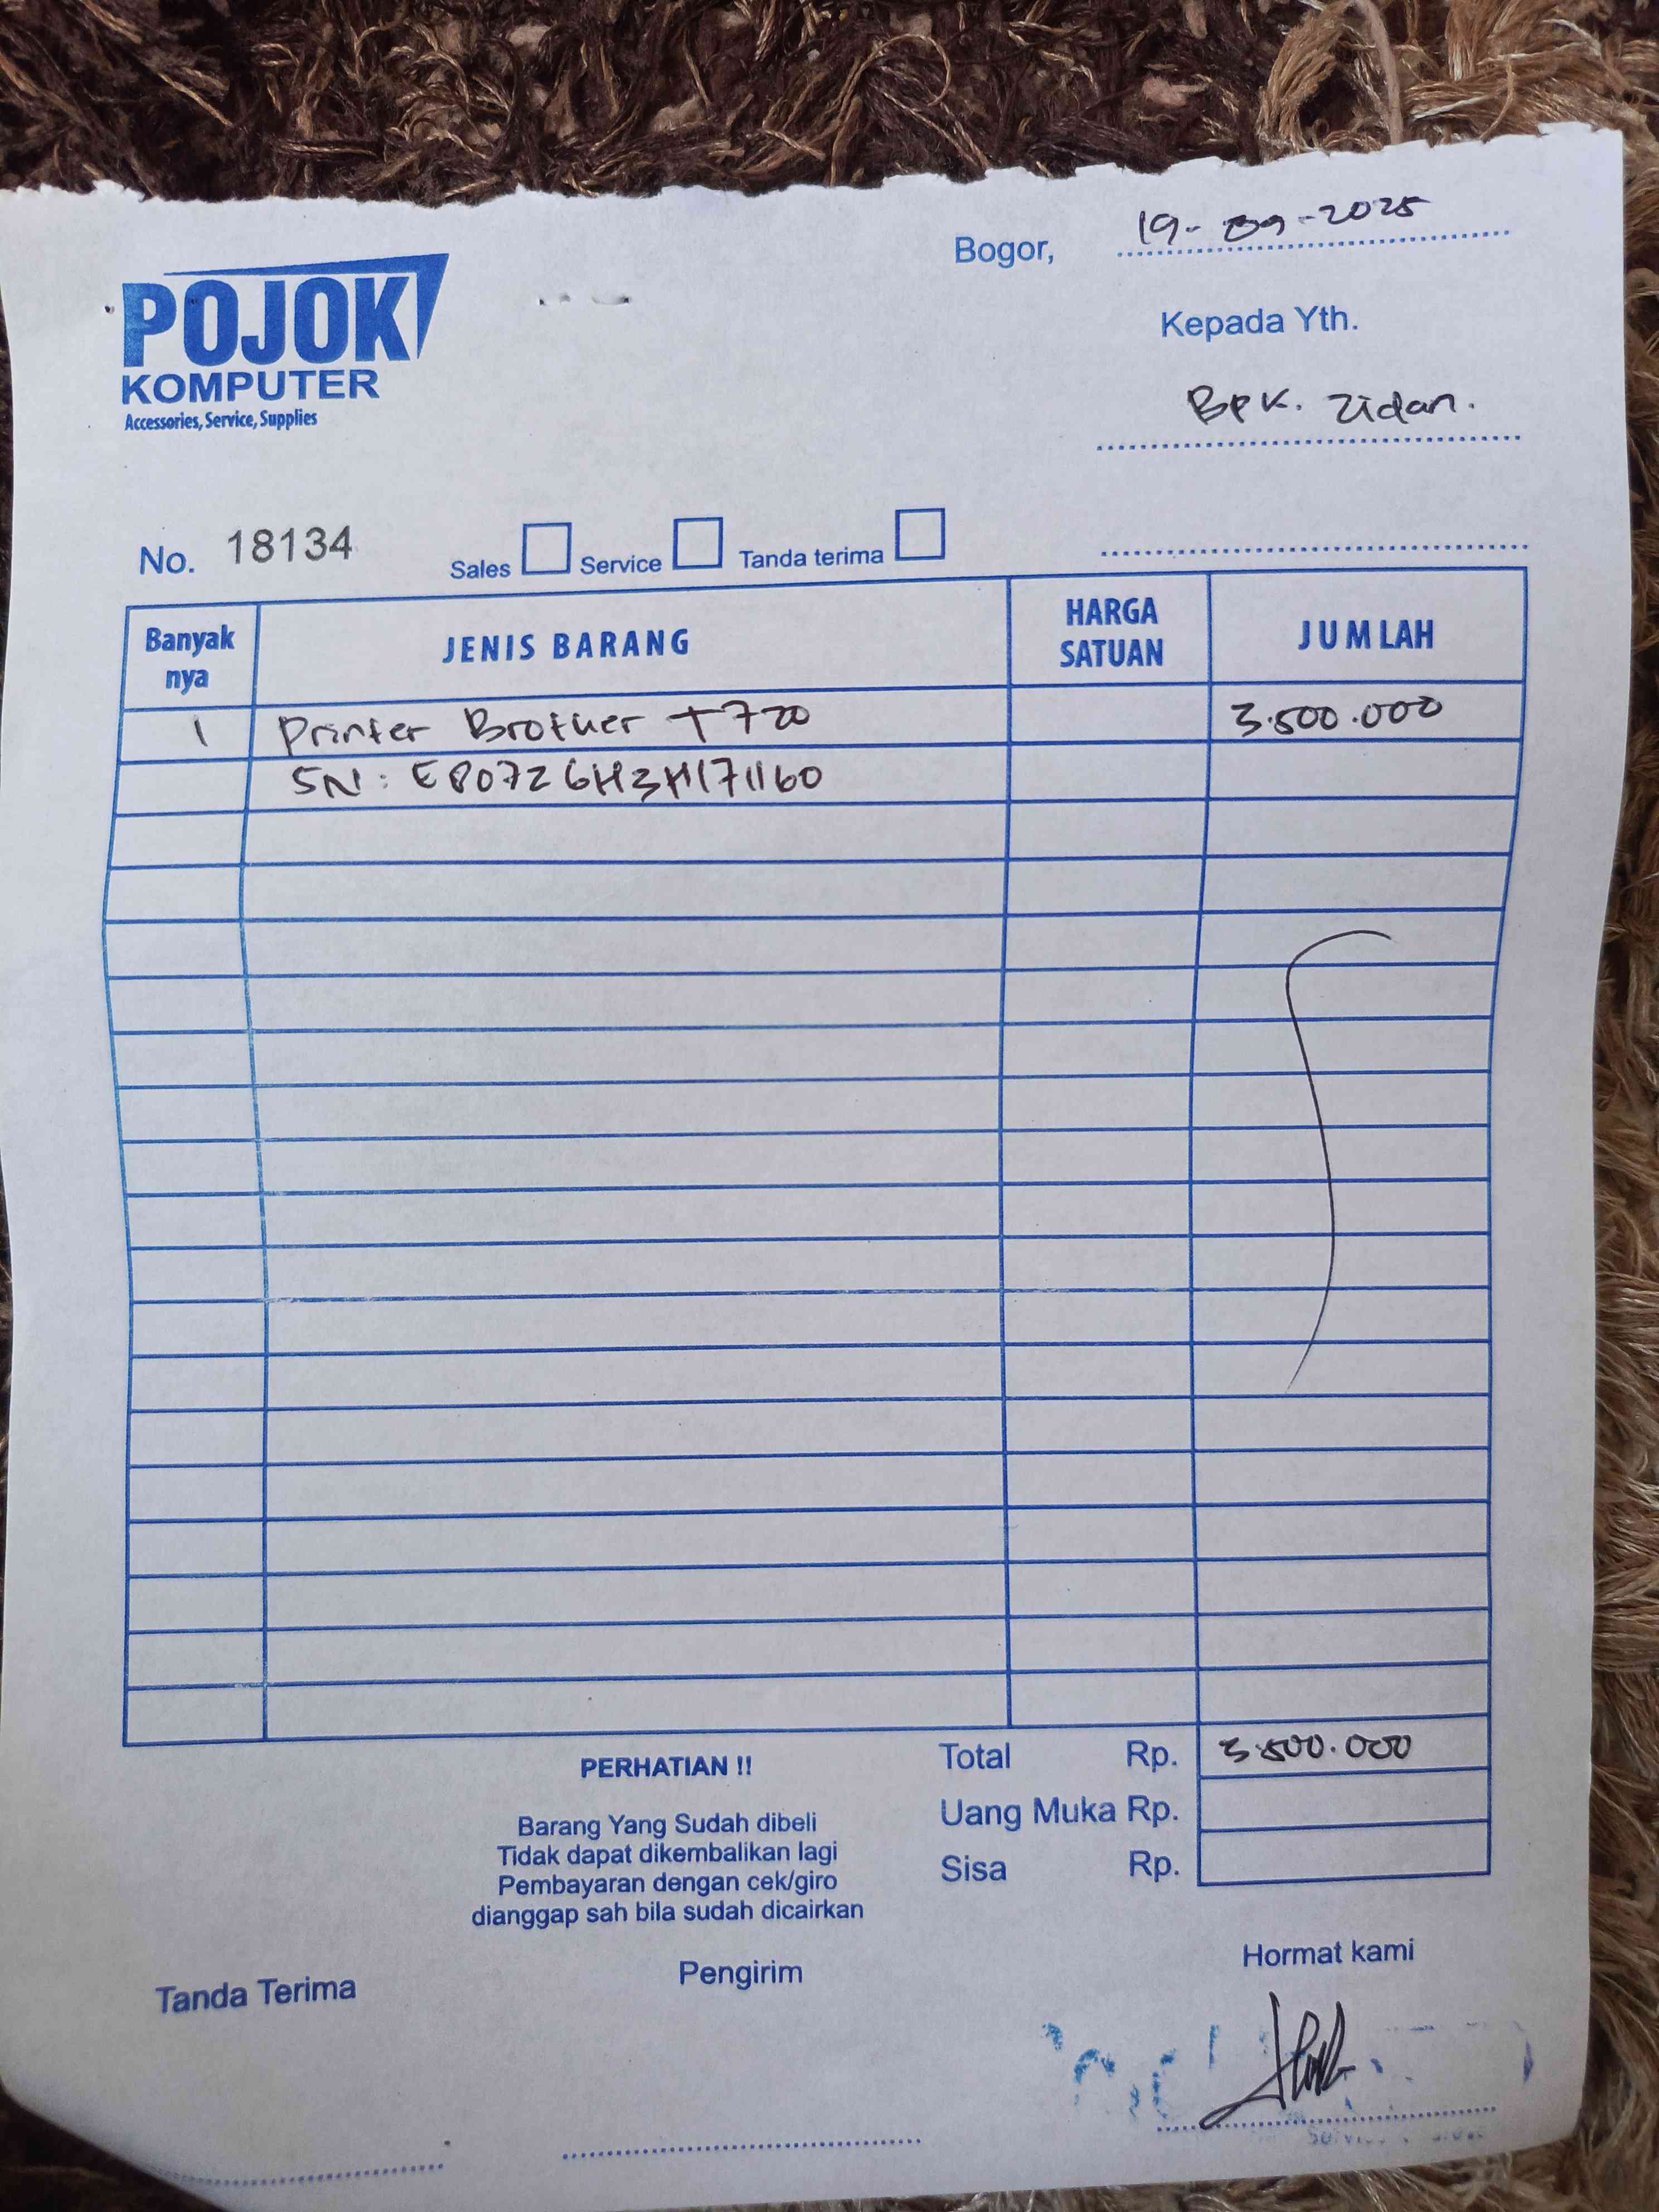 Bogor, 19-09-2025
POJOK
KOMPUTER
Accessories, Service, Supplies
Kepada Yth.
Bpk. Zidan.
No. 18134 Sales Service Tanda terima
Banyak nya JENIS BARANG HARGA SATUAN JUMLAH
1 Printer Brother T720 3.500.000
SN: E80726H3H171160
Total Rp. 3.500.000
Uang Muka Rp.
Sisa Rp.
PERHATIAN !!
Barang Yang Sudah dibeli
Tidak dapat dikembalikan lagi
Pembayaran dengan cek/giro
dianggap sah bila sudah dicairkan
Tanda Terima Pengirim Hormat kami